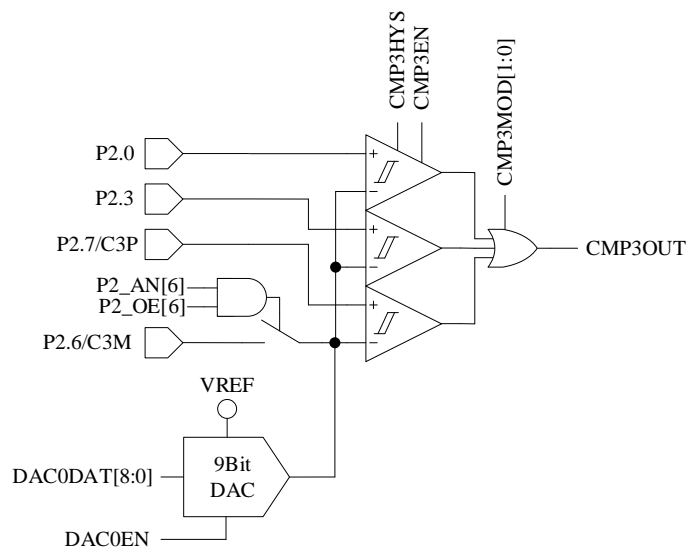 CMP3HYS
CMP3EN
CMP3MOD[1:0]
P2.0
+
−
P2.3
+
−
P2.7/C3P
+
−
CMP3OUT
P2_AN[6]
P2_OE[6]
P2.6/C3M
VREF
9Bit
DAC
DAC0DAT[8:0]
DAC0EN